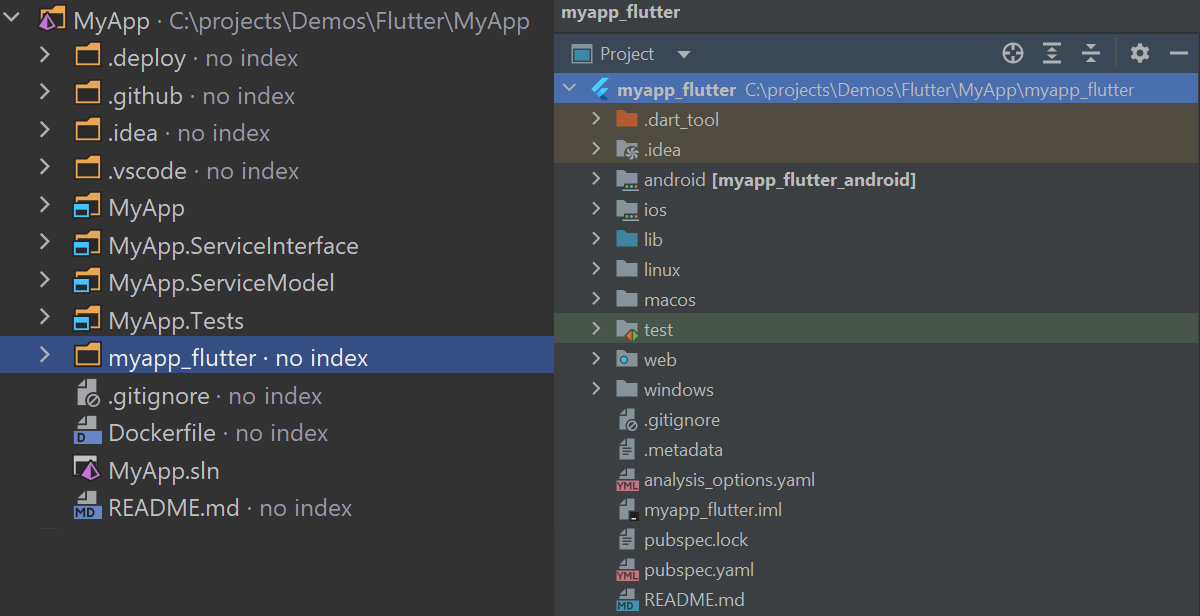 MyApp · C:\projects\Demos\Flutter\MyApp
.deploy · no index
.github · no index
.idea · no index
.vscode · no index
MyApp
MyApp.ServiceInterface
MyApp.ServiceModel
MyApp.Tests
myapp_flutter · no index
.gitignore · no index
D Dockerfile · no index
MyApp.sln
MD README.md · no index
myapp_flutter
Project
myapp_flutter C:\projects\Demos\Flutter\MyApp\myapp_flutter
.dart_tool
.idea
android [myapp_flutter_android]
ios
lib
linux
macos
test
web
windows
.gitignore
.metadata
YML analysis_options.yaml
myapp_flutter.iml
pubspec.lock
YML pubspec.yaml
MD README.md